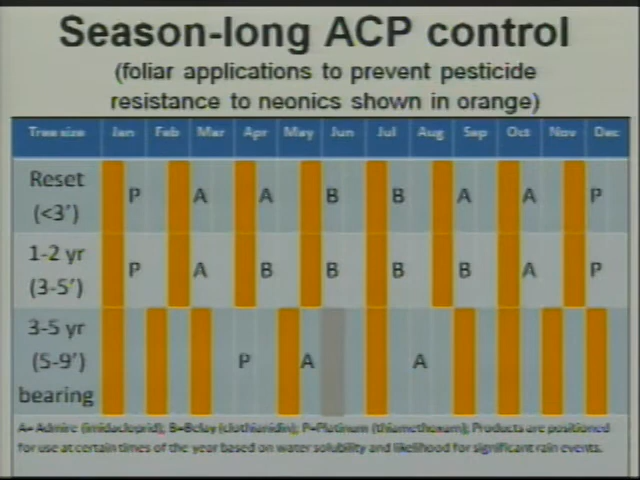 Season-long ACP control
(foliar applications to prevent pesticide
resistance to neonics shown in orange)
Tree size Jan Feb Mar Apr May Jun Jul Aug Sep Oct Nov Dec
Reset
(<3') P A A B B A A P
1-2 yr
(3-5') P A B B B B A P
3-5 yr
(5-9') P A A
bearing
A= Admire (imidacloprid); B=Belay (clothianidin); P=Platinum (thiamethoxam); Products are positioned
for use at certain times of the year based on water solubility and likelihood for significant rain events.